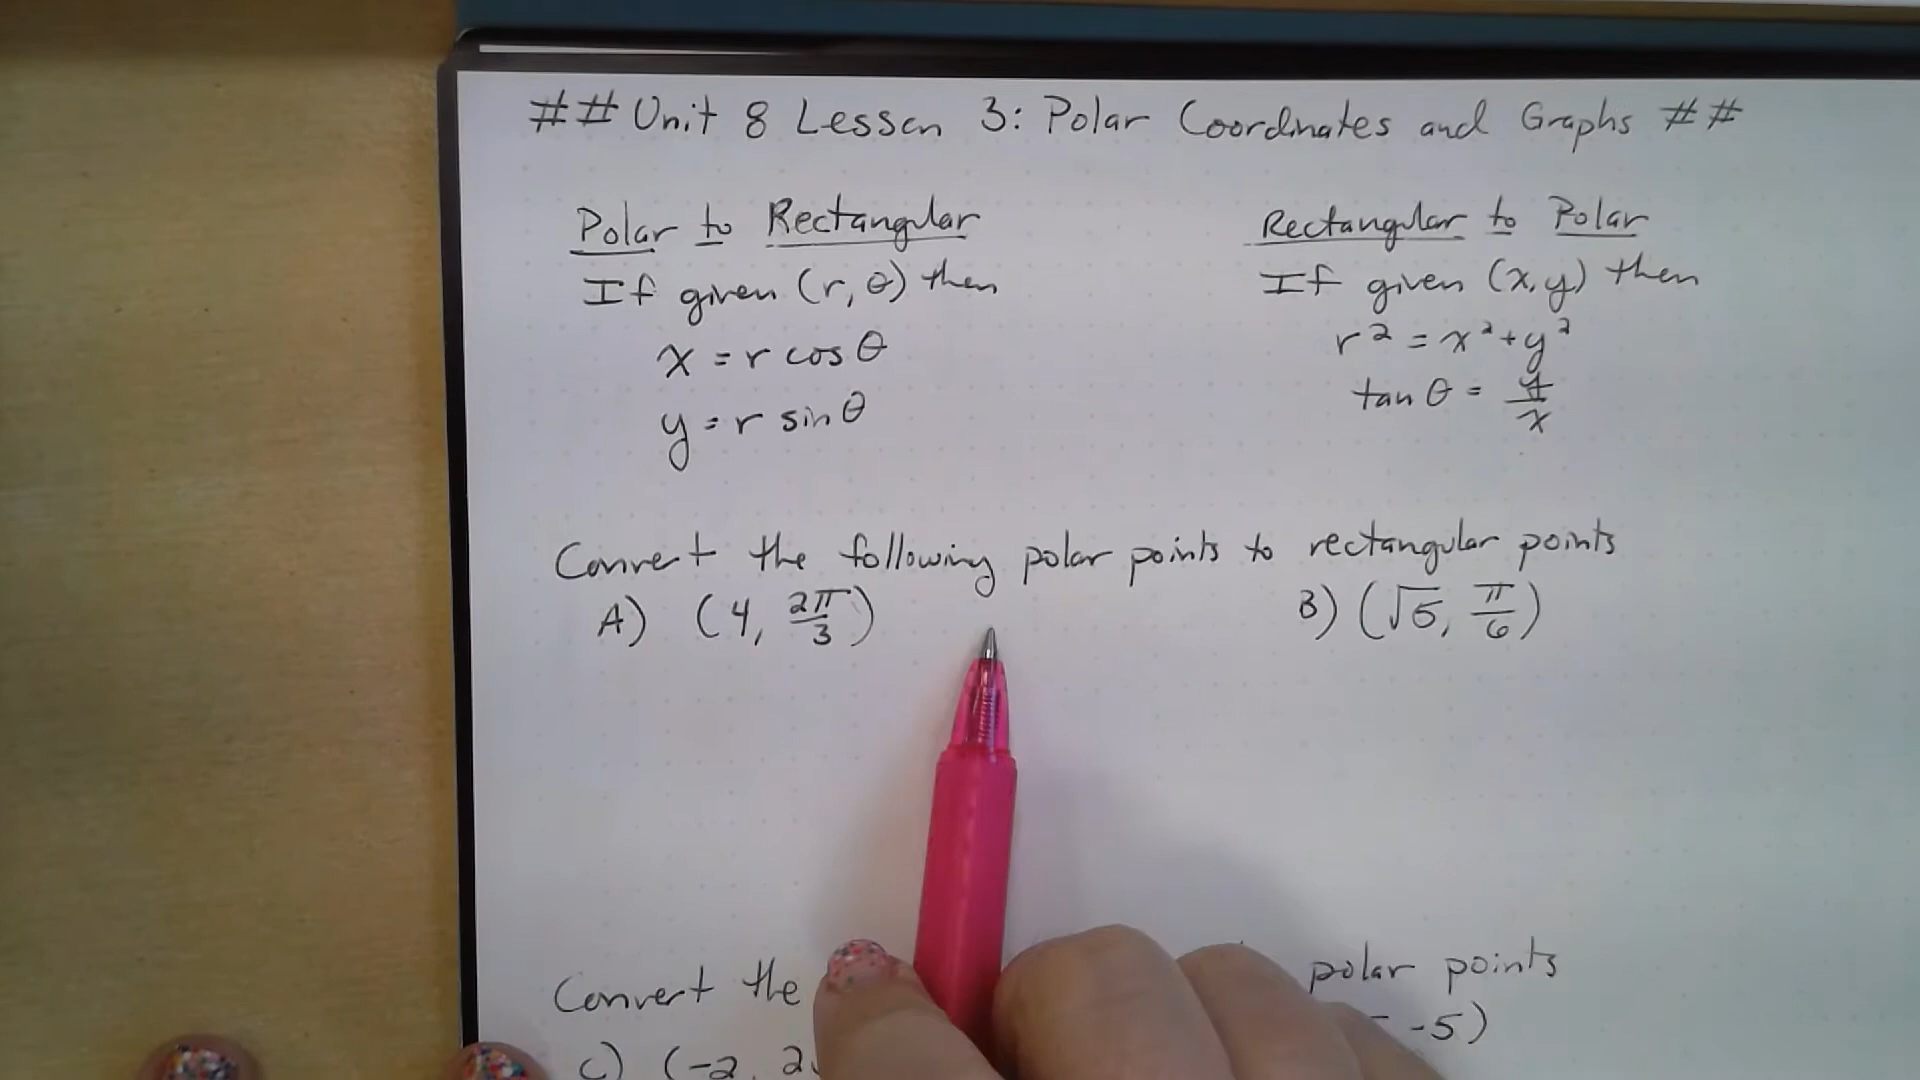 ## Unit 8 Lesson 3: Polar Coordinates and Graphs ##
Polar to Rectangular
If given (r, θ) then
x = r cos θ
y = r sin θ
Rectangular to Polar
If given (x, y) then
r² = x² + y²
tan θ = y/x
Convert the following polar points to rectangular points
A) (4, 2π/3)
B) (√5, π/6)
Convert the polar points
C) (-2, 2
-5)